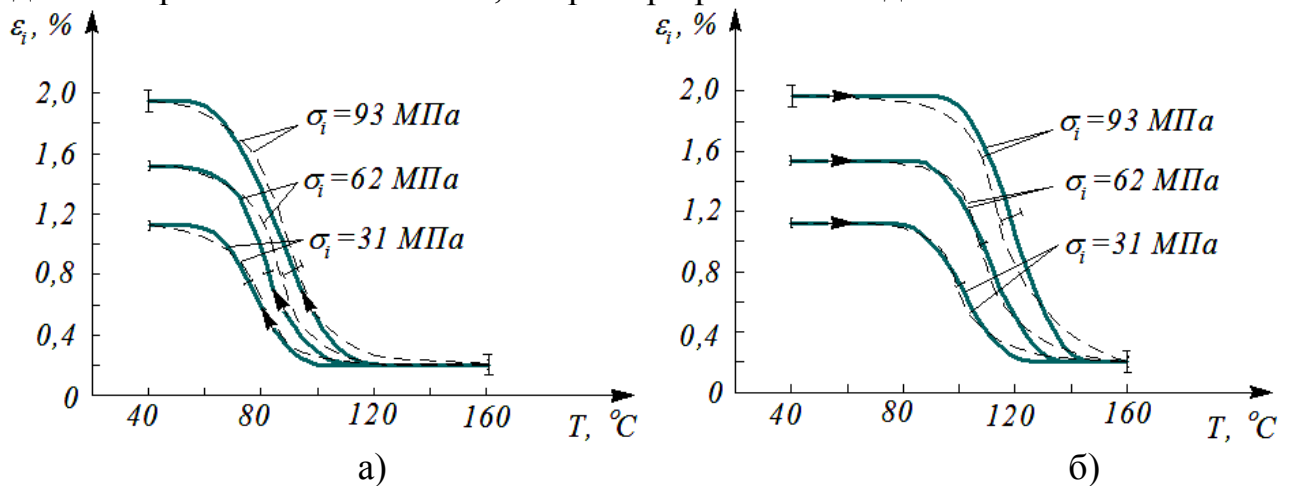 εᵢ, %
2,0
1,6
1,2
0,8
0,4
0
40
80
120
160
T, °C
σᵢ=93 МПа
σᵢ=62 МПа
σᵢ=31 МПа
а)
εᵢ, %
2,0
1,6
1,2
0,8
0,4
0
40
80
120
160
T, °C
σᵢ=93 МПа
σᵢ=62 МПа
σᵢ=31 МПа
б)